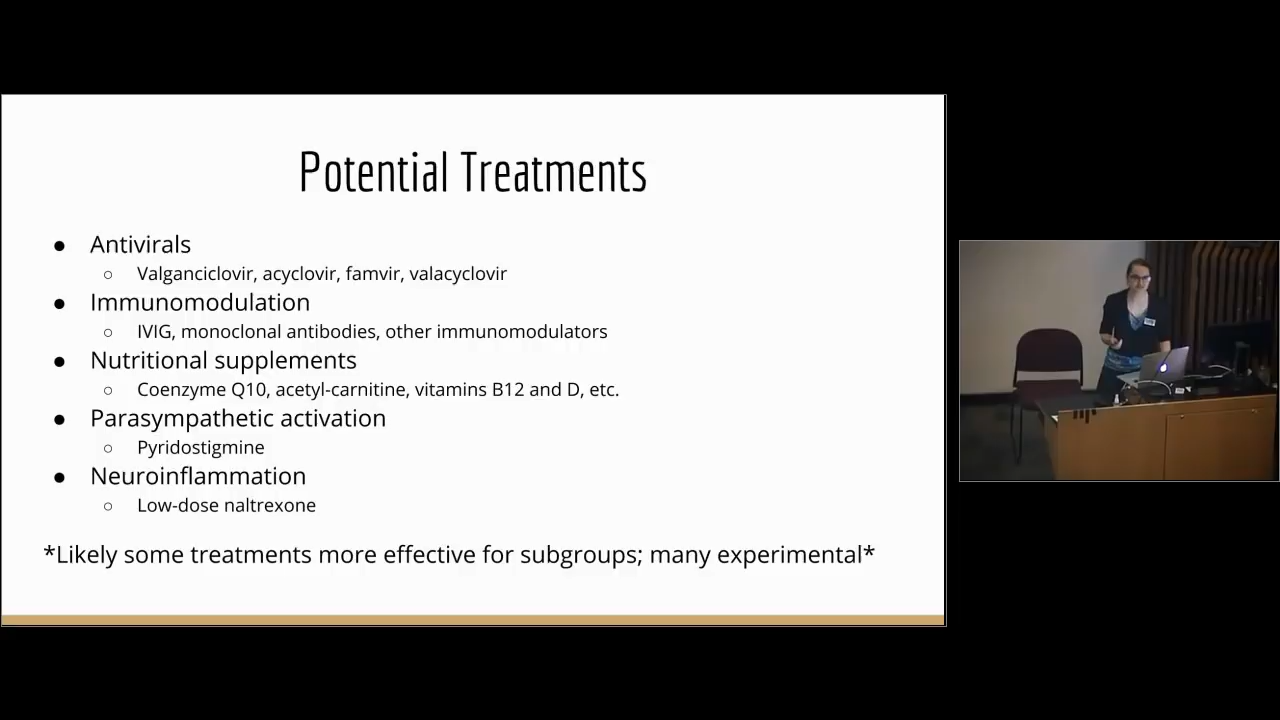 Potential Treatments
● Antivirals
○ Valganciclovir, acyclovir, famvir, valacyclovir
● Immunomodulation
○ IVIG, monoclonal antibodies, other immunomodulators
● Nutritional supplements
○ Coenzyme Q10, acetyl-carnitine, vitamins B12 and D, etc.
● Parasympathetic activation
○ Pyridostigmine
● Neuroinflammation
○ Low-dose naltrexone
*Likely some treatments more effective for subgroups; many experimental*